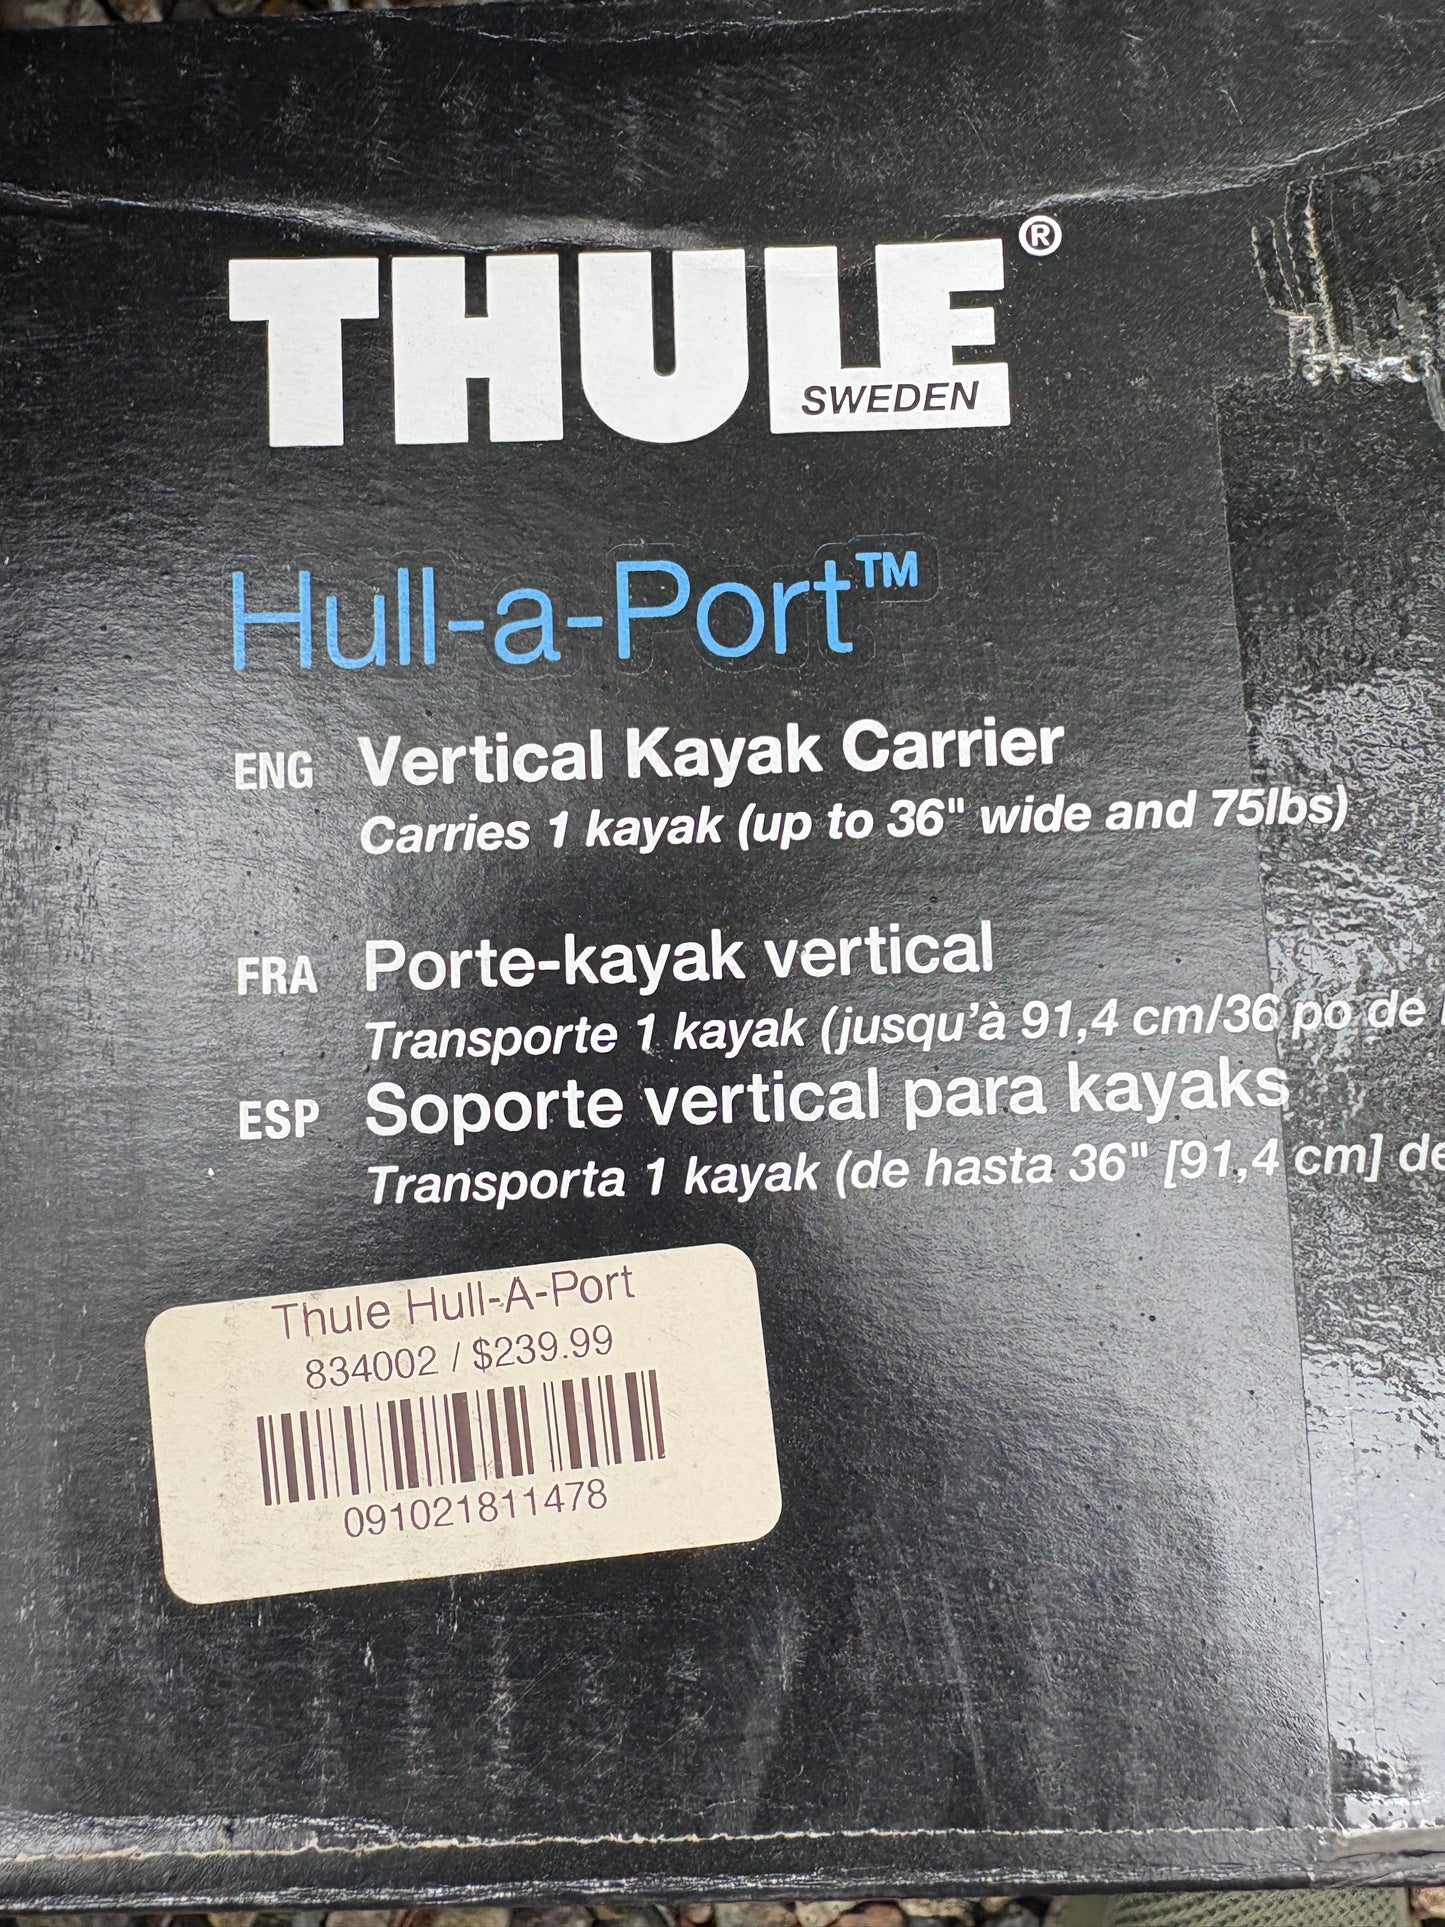 THULE®
SWEDEN
Hull-a-Port™
ENG Vertical Kayak Carrier
Carries 1 kayak (up to 36" wide and 75lbs)
FRA Porte-kayak vertical
Transporte 1 kayak (jusqu'à 91,4 cm/36 po de
ESP Soporte vertical para kayaks
Transporta 1 kayak (de hasta 36" [91,4 cm] de
Thule Hull-A-Port
834002 / $239.99
091021811478